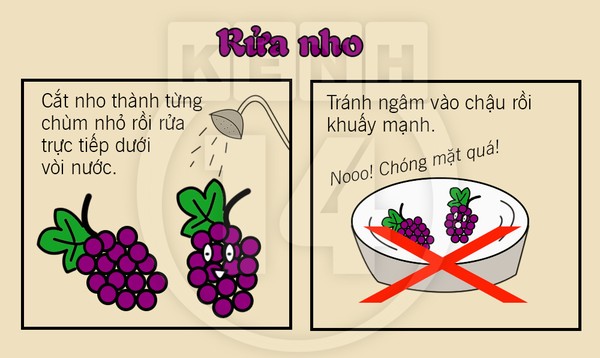 Rửa nho
Cắt nho thành từng
chùm nhỏ rồi rửa
trực tiếp dưới
vòi nước.
Tránh ngâm vào chậu rồi
khuấy mạnh.
Nooo! Chóng mặt quá!
KENH
14